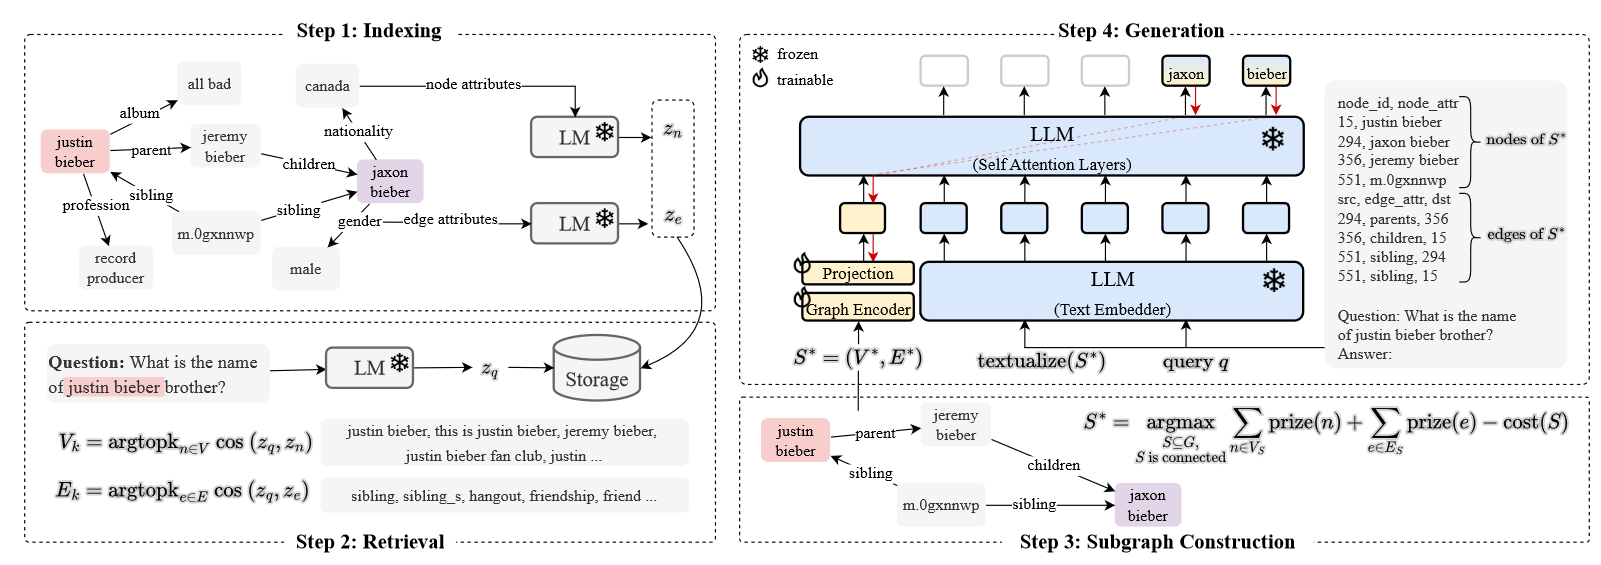 Step 1: Indexing
all bad
canada
node attributes
album
LM
z_n
justin
bieber
parent
jeremy
bieber
nationality
children
jaxon
bieber
sibling
profession
sibling
gender
edge attributes
LM
z_e
m.0gxnnwp
record
producer
male
Question: What is the name
of justin bieber brother?
LM
z_q
Storage
V_k = argtopk_{n∈V} cos (z_q, z_n)
justin bieber, this is justin bieber, jeremy bieber,
justin bieber fan club, justin ...
E_k = argtopk_{e∈E} cos (z_q, z_e)
sibling, sibling_s, hangout, friendship, friend ...
Step 2: Retrieval
Step 4: Generation
frozen
trainable
jaxon
bieber
LLM
(Self Attention Layers)
Projection
Graph Encoder
LLM
(Text Embedder)
S* = (V*, E*)
textualize(S*)
query q
node_id, node_attr
15, justin bieber
294, jaxon bieber
356, jeremy bieber
551, m.0gxnnwp
nodes of S*
src, edge_attr, dst
294, parents, 356
356, children, 15
551, sibling, 294
551, sibling, 15
edges of S*
Question: What is the name
of justin bieber brother?
Answer:
justin
bieber
parent
jeremy
bieber
sibling
children
m.0gxnnwp
sibling
jaxon
bieber
S* = argmax_{S⊆G, S is connected} ∑_{n∈V_S} prize(n) + ∑_{e∈E_S} prize(e) − cost(S)
Step 3: Subgraph Construction